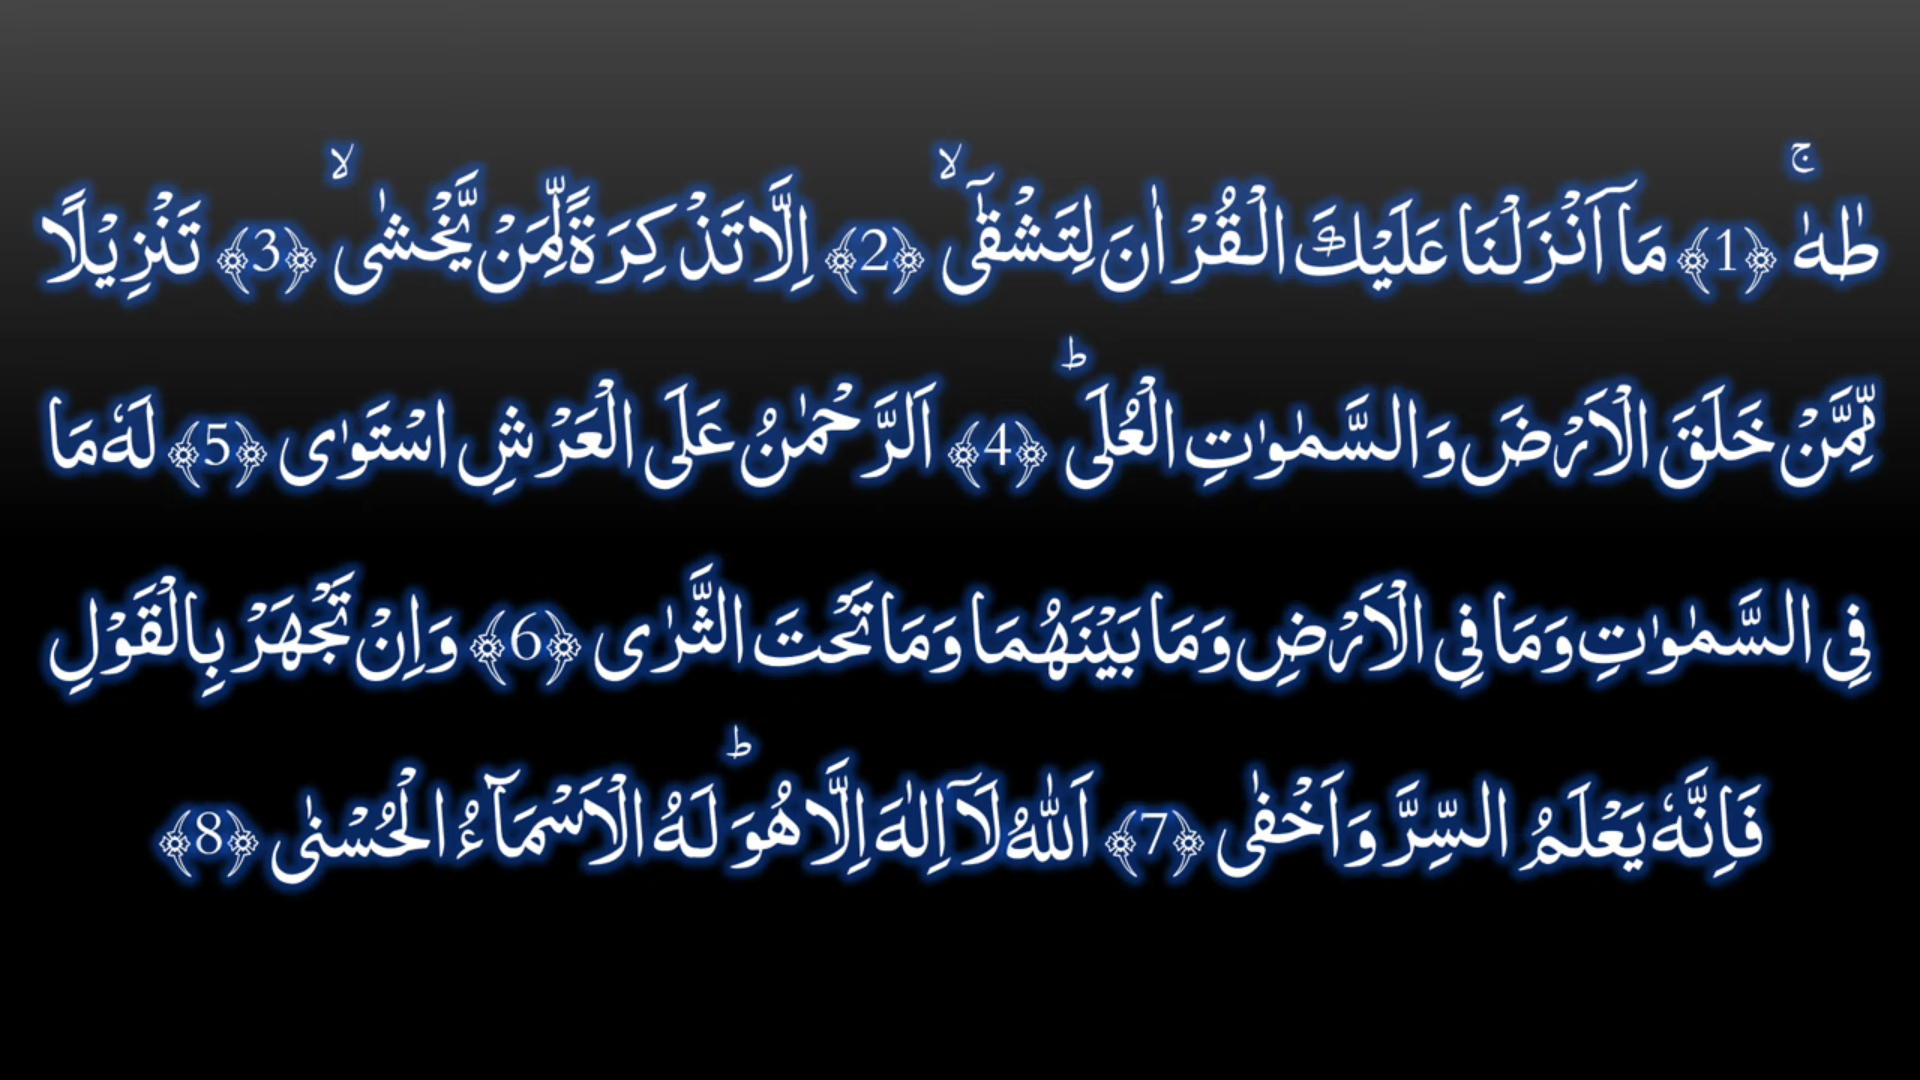 طٰهٰ ۚ ﴿1﴾ مَاۤ اَنْزَلْنَا عَلَيْكَ الْقُرْاٰنَ لِتَشْقٰۤى ۙ ﴿2﴾ اِلَّا تَذْكِرَةً لِّمَنْ يَّخْشٰى ۙ ﴿3﴾ تَنْزِيْلًا
مِّمَّنْ خَلَقَ الْاَرْضَ وَالسَّمٰوٰتِ الْعُلَى ؕ ﴿4﴾ اَلرَّحْمٰنُ عَلَى الْعَرْشِ اسْتَوٰى ﴿5﴾ لَهٗ مَا
فِى السَّمٰوٰتِ وَمَا فِى الْاَرْضِ وَمَا بَيْنَهُمَا وَمَا تَحْتَ الثَّرٰى ﴿6﴾ وَاِنْ تَجْهَرْ بِالْقَوْلِ
فَاِنَّهٗ يَعْلَمُ السِّرَّ وَاَخْفٰى ﴿7﴾ اَللّٰهُ لَاۤ اِلٰهَ اِلَّا هُوَ ؕ لَهُ الْاَسْمَآءُ الْحُسْنٰى ﴿8﴾